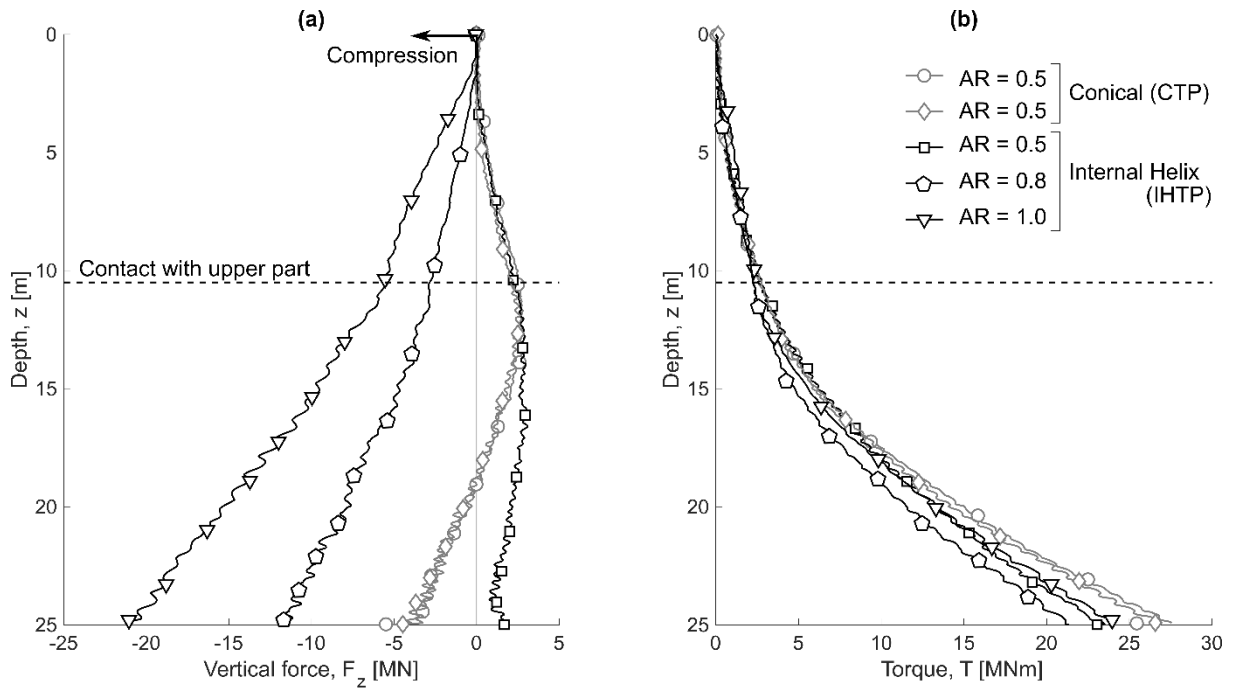 (a)
0
5
10
15
20
25
Depth, z [m]
Compression
Contact with upper part
-25 -20 -15 -10 -5 0 5
Vertical force, F_z [MN]
(b)
0
5
10
15
20
25
Depth, z [m]
AR = 0.5
AR = 0.5
Conical (CTP)
AR = 0.5
AR = 0.8
AR = 1.0
Internal Helix
(IHTP)
0 5 10 15 20 25 30
Torque, T [MNm]